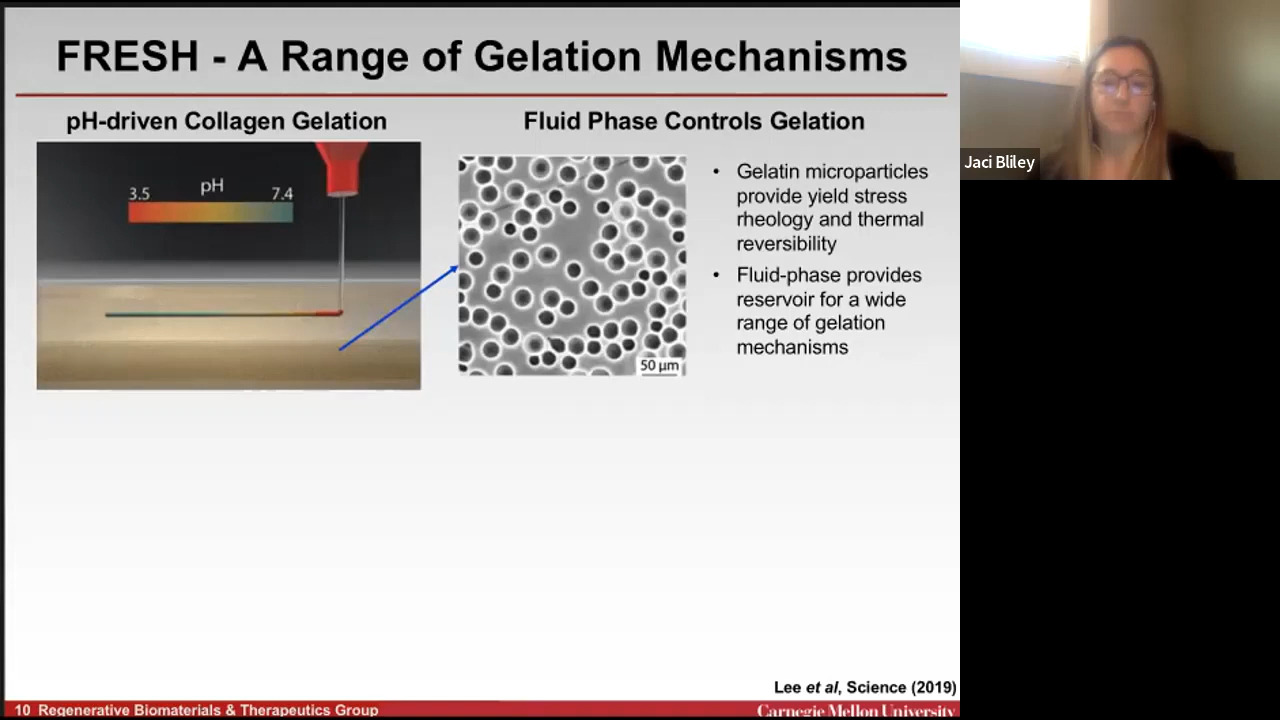 FRESH - A Range of Gelation Mechanisms
pH-driven Collagen Gelation
3.5
pH
7.4
Fluid Phase Controls Gelation
50 µm
• Gelatin microparticles
provide yield stress
rheology and thermal
reversibility
• Fluid-phase provides
reservoir for a wide
range of gelation
mechanisms
Jaci Bliley
Lee et al, Science (2019)
10 Regenerative Biomaterials & Therapeutics Group
Carnegie Mellon University